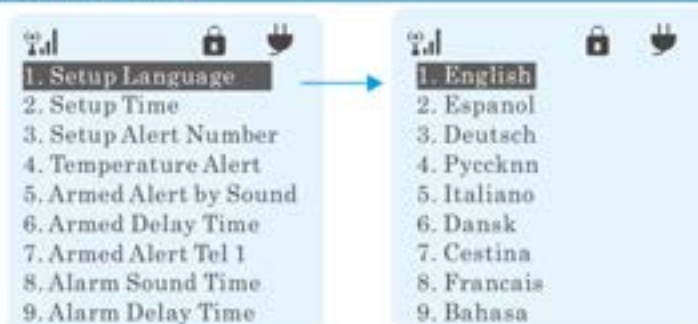 1. Setup Language
2. Setup Time
3. Setup Alert Number
4. Temperature Alert
5. Armed Alert by Sound
6. Armed Delay Time
7. Armed Alert Tel 1
8. Alarm Sound Time
9. Alarm Delay Time
1. English
2. Espanol
3. Deutsch
4. Pyccknn
5. Italiano
6. Dansk
7. Cestina
8. Francais
9. Bahasa